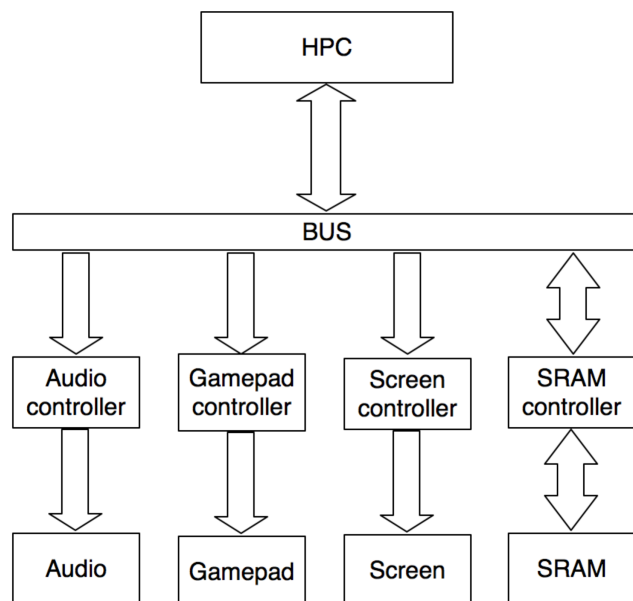 HPC
BUS
Audio
controller
Gamepad
controller
Screen
controller
SRAM
controller
Audio
Gamepad
Screen
SRAM